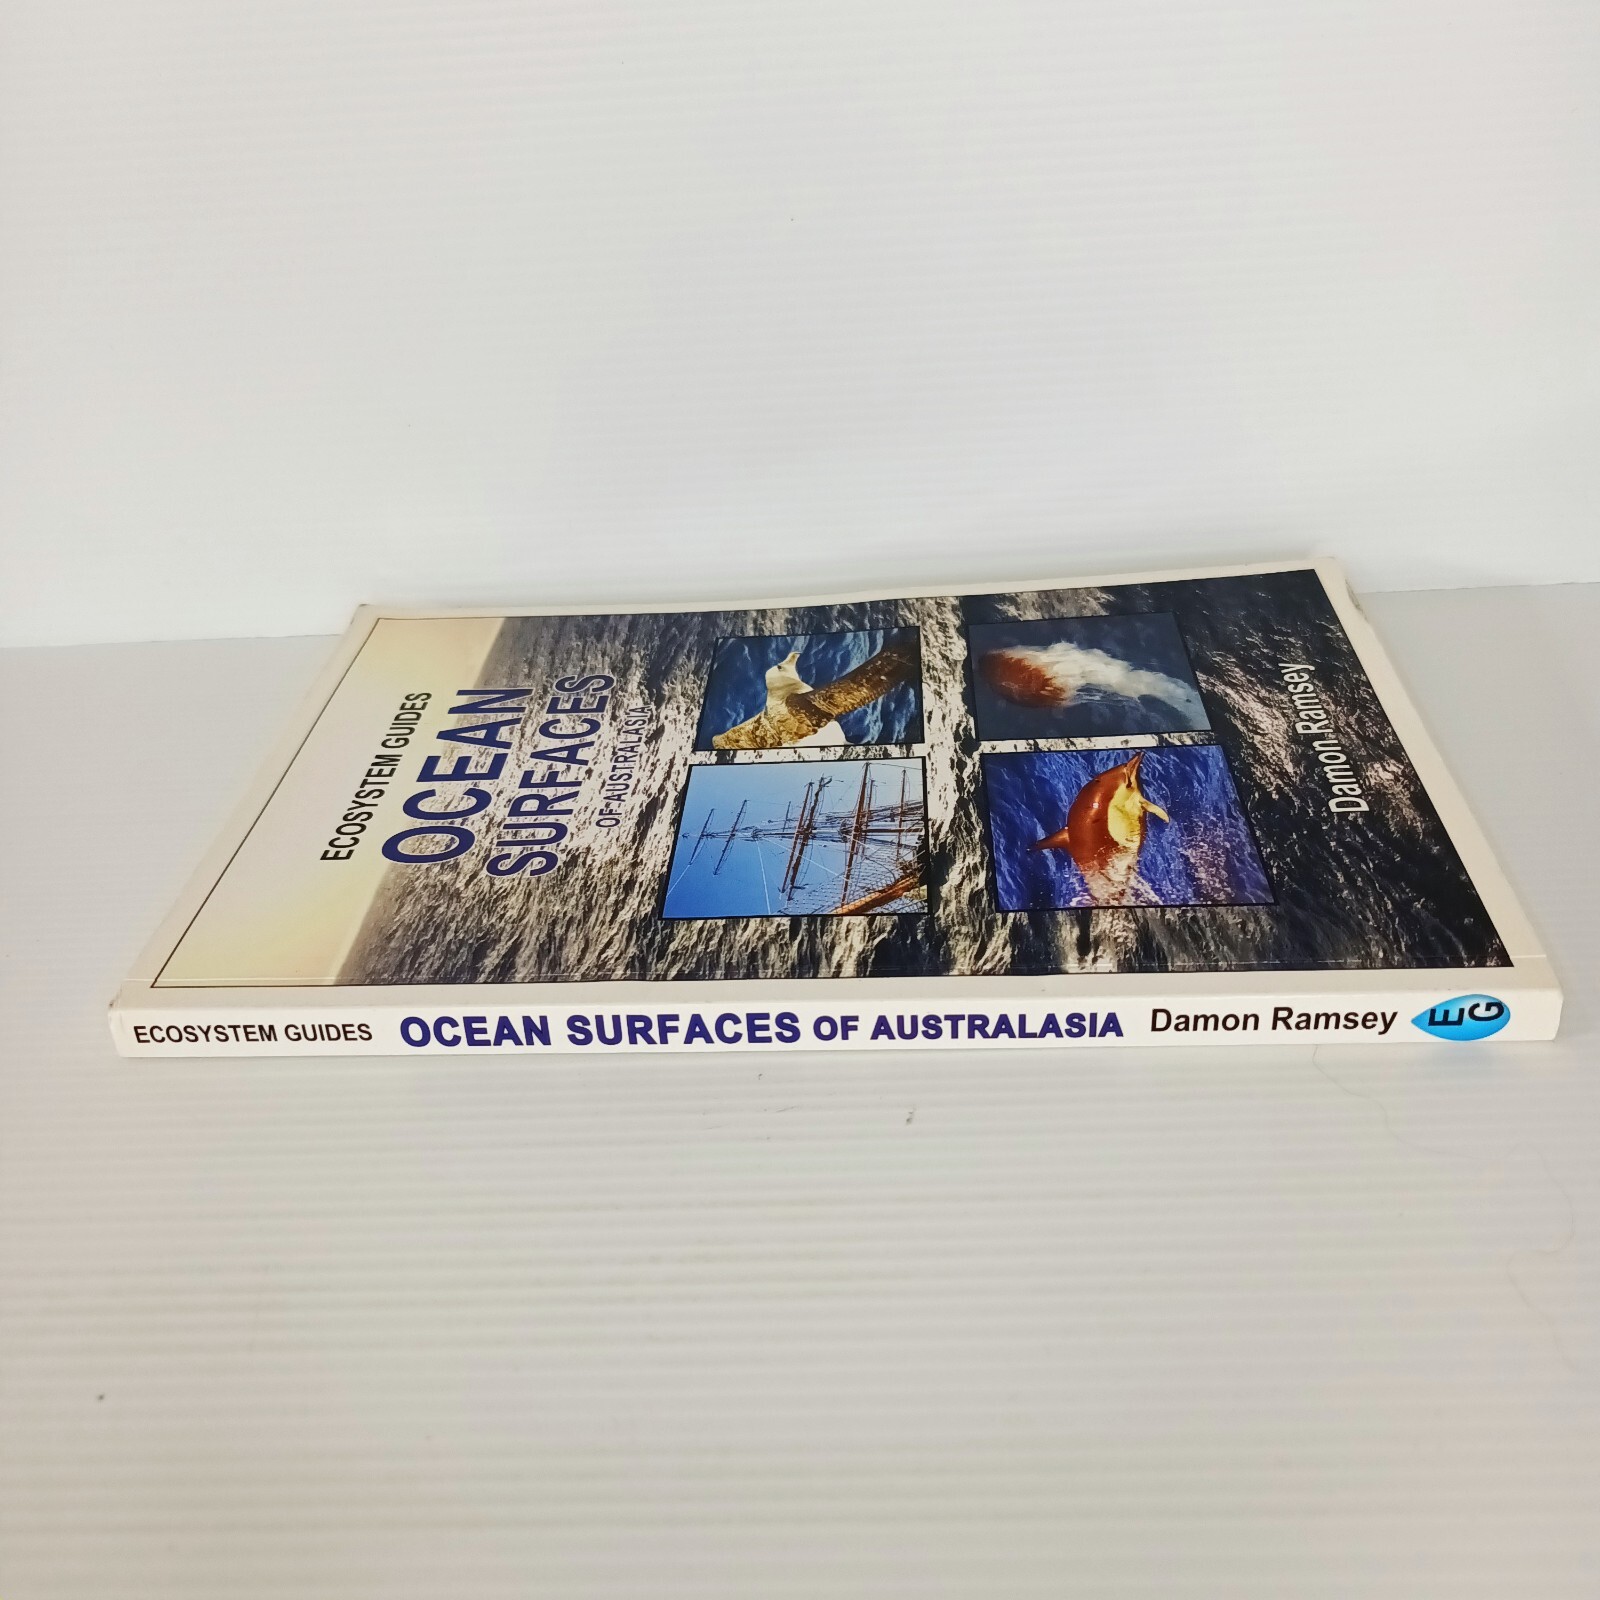 ECOSYSTEM GUIDES
OCEAN
SURFACES
OF AUSTRALASIA
Damon Ramsey
ECOSYSTEM GUIDES OCEAN SURFACES OF AUSTRALASIA Damon Ramsey EG